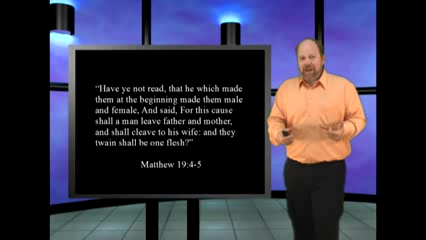 “Have ye not read, that he which made
them at the beginning made them male
and female, And said, For this cause
shall a man leave father and mother,
and shall cleave to his wife: and they
twain shall be one flesh?”
Matthew 19:4-5